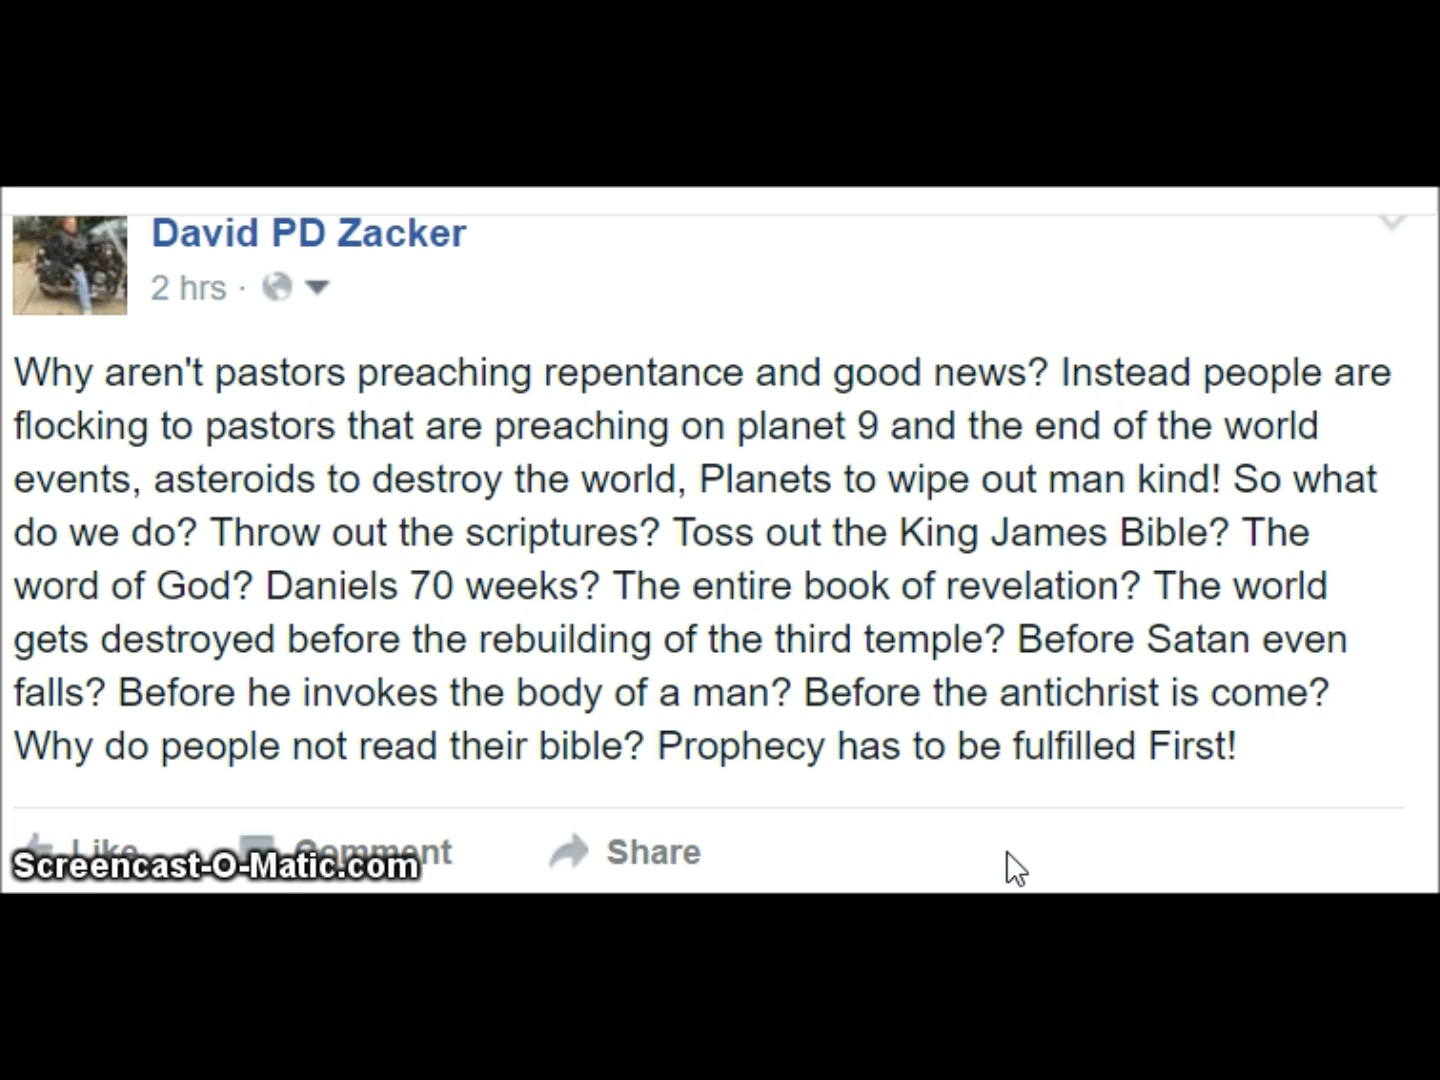 David PD Zacker
2 hrs ·
Why aren't pastors preaching repentance and good news? Instead people are
flocking to pastors that are preaching on planet 9 and the end of the world
events, asteroids to destroy the world, Planets to wipe out man kind! So what
do we do? Throw out the scriptures? Toss out the King James Bible? The
word of God? Daniels 70 weeks? The entire book of revelation? The world
gets destroyed before the rebuilding of the third temple? Before Satan even
falls? Before he invokes the body of a man? Before the antichrist is come?
Why do people not read their bible? Prophecy has to be fulfilled First!
Like Comment Share
Screencast-O-Matic.com